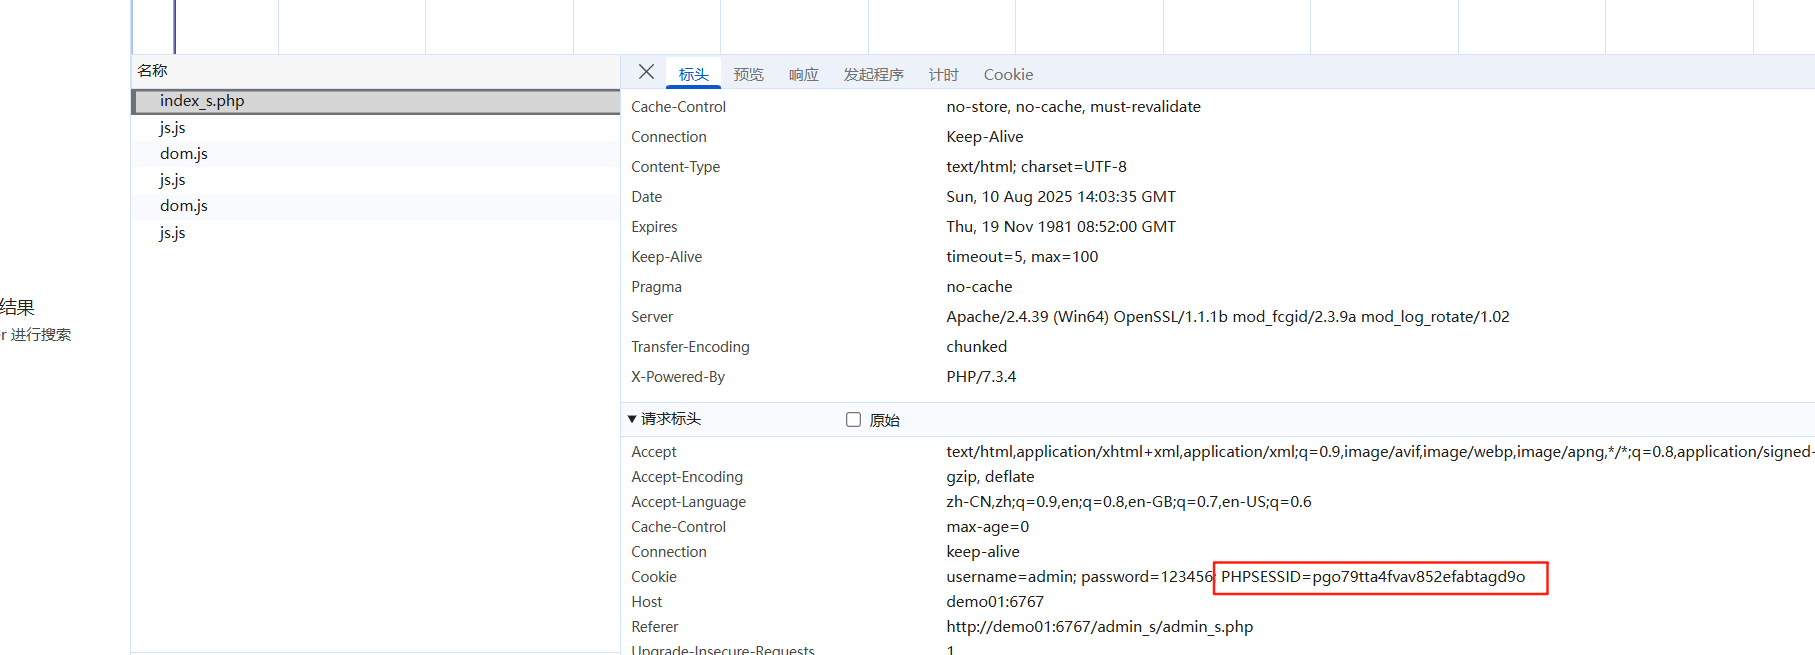 名称
标头 预览 响应 发起程序 计时 Cookie
index_s.php
js.js
dom.js
js.js
dom.js
js.js
结果
r 进行搜索
Cache-Control no-store, no-cache, must-revalidate
Connection Keep-Alive
Content-Type text/html; charset=UTF-8
Date Sun, 10 Aug 2025 14:03:35 GMT
Expires Thu, 19 Nov 1981 08:52:00 GMT
Keep-Alive timeout=5, max=100
Pragma no-cache
Server Apache/2.4.39 (Win64) OpenSSL/1.1.1b mod_fcgid/2.3.9a mod_log_rotate/1.02
Transfer-Encoding chunked
X-Powered-By PHP/7.3.4
请求标头 原始
Accept text/html,application/xhtml+xml,application/xml;q=0.9,image/avif,image/webp,image/apng,*/*;q=0.8,application/signed-
Accept-Encoding gzip, deflate
Accept-Language zh-CN,zh;q=0.9,en;q=0.8,en-GB;q=0.7,en-US;q=0.6
Cache-Control max-age=0
Connection keep-alive
Cookie username=admin; password=123456; PHPSESSID=pgo79tta4fvav852efabtagd9o
Host demo01:6767
Referer http://demo01:6767/admin_s/admin_s.php
Upgrade-Insecure-Requests 1